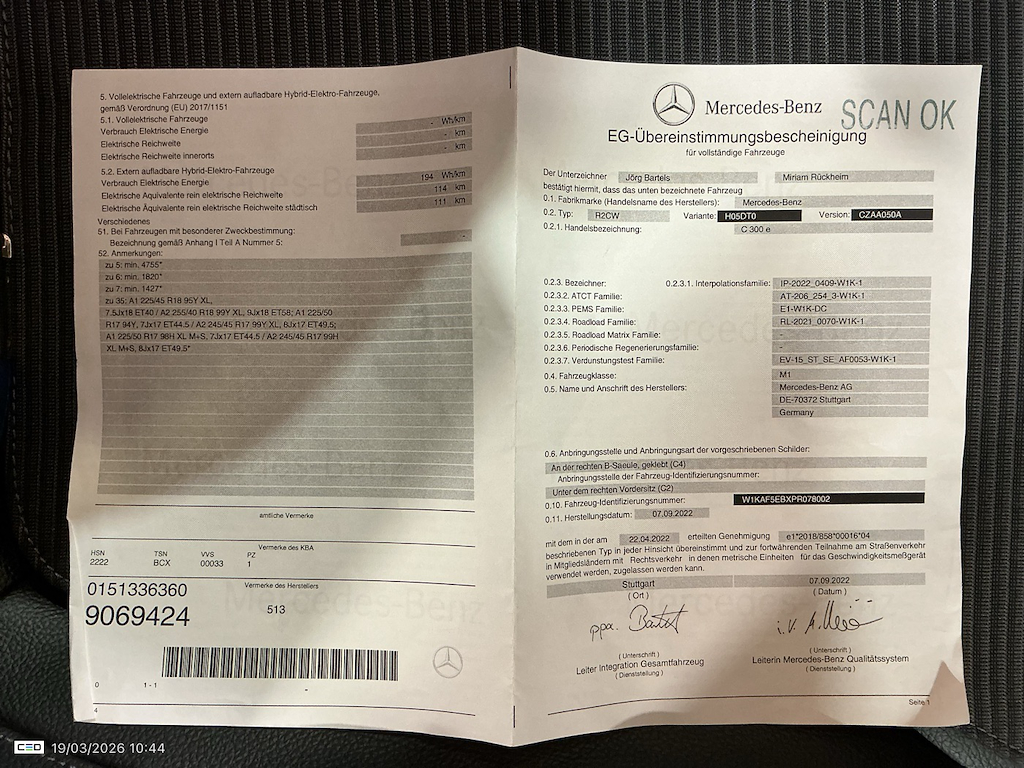 5. Vollelektrische Fahrzeuge und extern aufladbare Hybrid-Elektro-Fahrzeuge,
gemäß Verordnung (EU) 2017/1151
5.1. Vollelektrische Fahrzeuge
Verbrauch Elektrische Energie - Wh/km
Elektrische Reichweite - km
Elektrische Reichweite innerorts - km
5.2. Extern aufladbare Hybrid-Elektro-Fahrzeuge
Verbrauch Elektrische Energie 194 Wh/km
Elektrische Äquivalente rein elektrische Reichweite 114 km
Elektrische Äquivalente rein elektrische Reichweite städtisch 111 km
Verschiedenes
51. Bei Fahrzeugen mit besonderer Zweckbestimmung:
Bezeichnung gemäß Anhang I Teil A Nummer 5: - -
52. Anmerkungen:
zu 5: min. 4755*
zu 6: min. 1820*
zu 7: min. 1427*
zu 35: A1 225/45 R18 95Y XL,
7.5Jx18 ET40 / A2 255/40 R18 99Y XL, 9Jx18 ET58; A1 225/50
R17 94Y, 7Jx17 ET44.5 / A2 245/45 R17 99Y XL, 8Jx17 ET49.5;
A1 225/50 R17 98H XL M+S, 7Jx17 ET44.5 / A2 245/45 R17 99H
XL M+S, 8Jx17 ET49.5*
amtliche Vermerke
Vermerke des KBA
HSN TSN VVS PZ
2222 BCX 00033 1
0151336360 Vermerke des Herstellers
9069424 513
0 1 - 1 -
4
Mercedes-Benz SCAN OK
EG-Übereinstimmungsbescheinigung
für vollständige Fahrzeuge
Der Unterzeichner Jörg Bartels Miriam Rückheim
bestätigt hiermit, dass das unten bezeichnete Fahrzeug
0.1. Fabrikmarke (Handelsname des Herstellers): Mercedes-Benz
0.2. Typ: R2CW Variante: H05DT0 Version: CZAA050A
0.2.1. Handelsbezeichnung: C 300 e
0.2.3. Bezeichner: 0.2.3.1. Interpolationsfamilie: IP-2022_0409-W1K-1
0.2.3.2. ATCT Familie: AT-206_254_3-W1K-1
0.2.3.3. PEMS Familie: E1-W1K-DC
0.2.3.4. Roadload Familie: RL-2021_0070-W1K-1
0.2.3.5. Roadload Matrix Familie: -
0.2.3.6. Periodische Regenerierungsfamilie: -
0.2.3.7. Verdunstungstest Familie: EV-15_ST_SE_AF0053-W1K-1
0.4. Fahrzeugklasse: M1
0.5. Name und Anschrift des Herstellers: Mercedes-Benz AG
DE-70372 Stuttgart
Germany
0.6. Anbringungsstelle und Anbringungsart der vorgeschriebenen Schilder:
An der rechten B-Saeule, geklebt (C4)
Anbringungsstelle der Fahrzeug-Identifizierungsnummer:
Unter dem rechten Vordersitz (C2)
0.10. Fahrzeug-Identifizierungsnummer: W1KAF5EBXPR078002
0.11. Herstellungsdatum: 07.09.2022
mit dem in der am 22.04.2022 erteilten Genehmigung e1*2018/858*00016*04
beschriebenen Typ in jeder Hinsicht übereinstimmt und zur fortwährenden Teilnahme am Straßenverkehr
in Mitgliedsländern mit Rechtsverkehr in denen metrische Einheiten für das Geschwindigkeitsmeßgerät
verwendet werden, zugelassen werden kann.
Stuttgart 07.09.2022
( Ort ) ( Datum )
ppa. i.V.
( Unterschrift ) ( Unterschrift )
Leiter Integration Gesamtfahrzeug Leiterin Mercedes-Benz Qualitätssystem
( Dienststellung ) ( Dienststellung )
Seite 1
CEO 19/03/2026 10:44